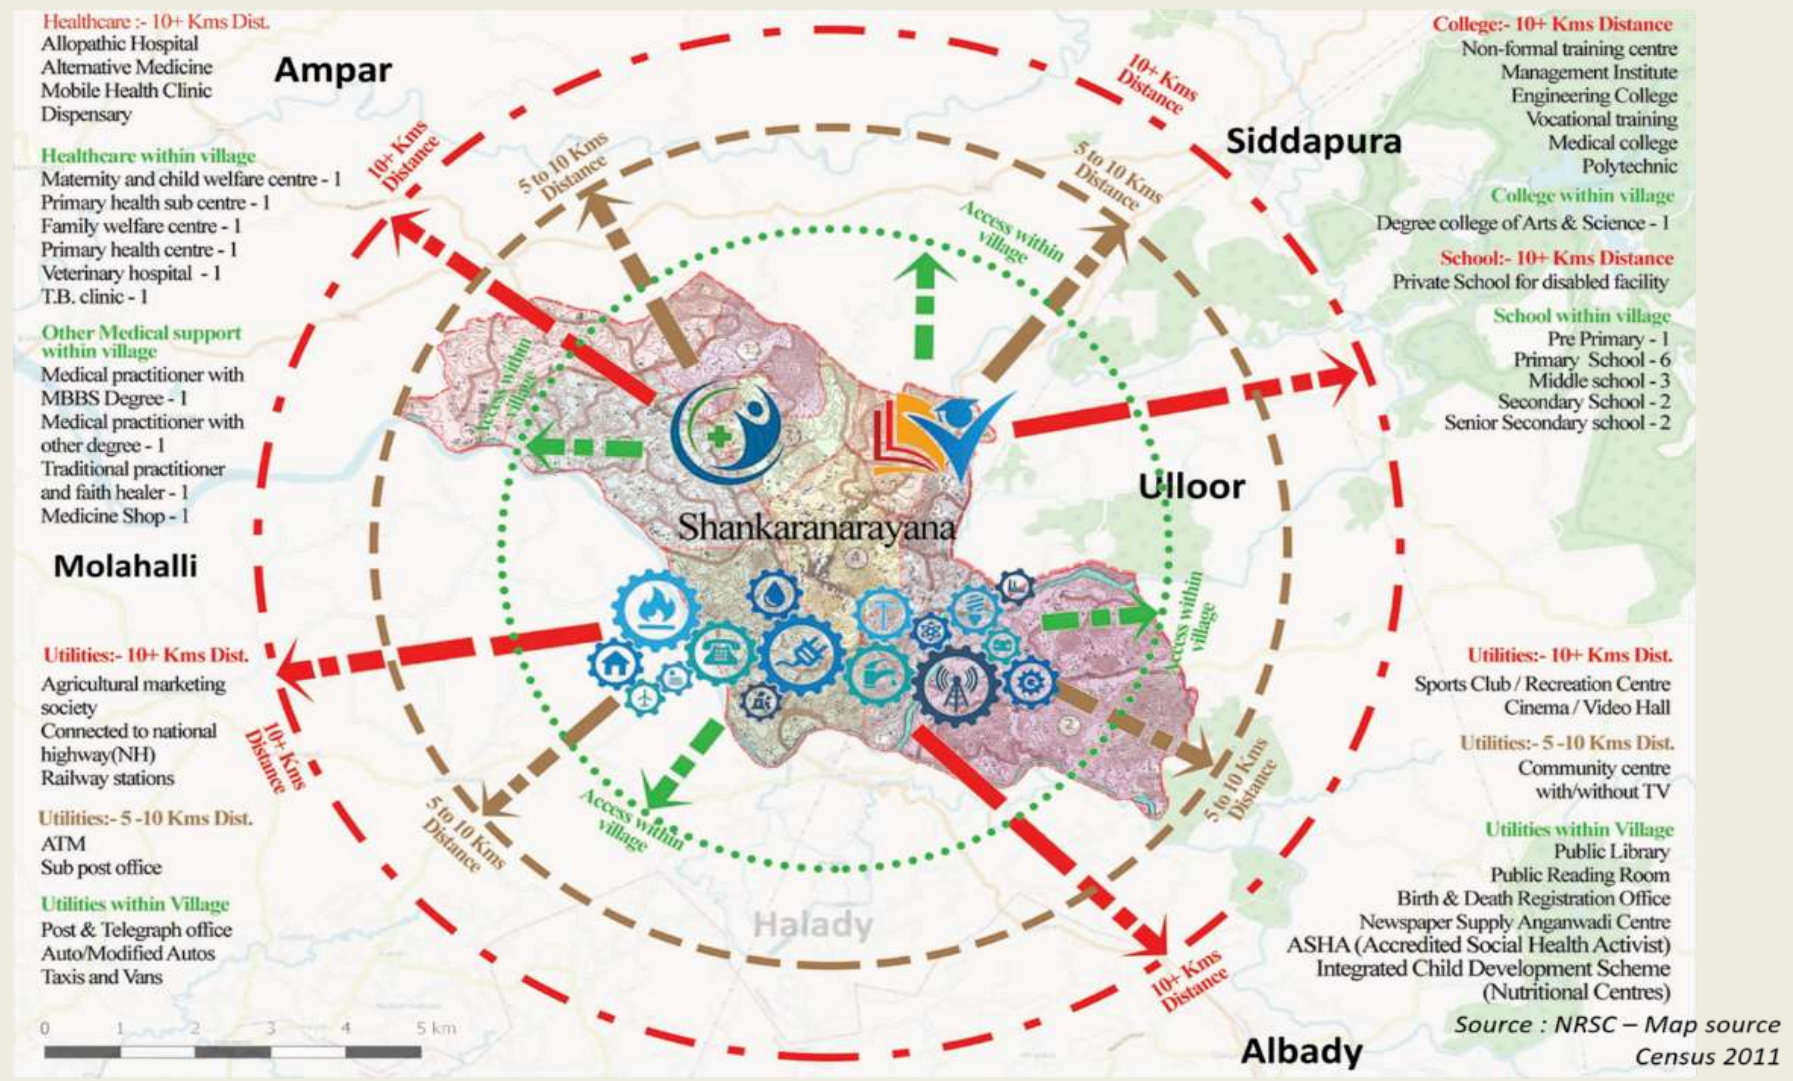 Healthcare :- 10+ Kms Dist.
Allopathic Hospital
Alternative Medicine
Mobile Health Clinic
Dispensary
Healthcare within village
Maternity and child welfare centre - 1
Primary health sub centre - 1
Family welfare centre - 1
Primary health centre - 1
Veterinary hospital - 1
T.B. clinic - 1
Other Medical support
within village
Medical practitioner with
MBBS Degree - 1
Medical practitioner with
other degree - 1
Traditional practitioner
and faith healer - 1
Medicine Shop - 1
Molahalli
Utilities:- 10+ Kms Dist.
Agricultural marketing
society
Connected to national
highway(NH)
Railway stations
Utilities:- 5 -10 Kms Dist.
ATM
Sub post office
Utilities within Village
Post & Telegraph office
Auto/Modified Autos
Taxis and Vans
0 1 2 3 4 5 km
Ampar
10+ Kms
Distance
5 to 10 Kms
Distance
Access within
village
10+ Kms
Distance
5 to 10 Kms
Distance
Access within
village
Shankaranarayana
Access within
village
10+ Kms
Distance
5 to 10 Kms
Distance
Access within
village
5 to 10 Kms
Distance
10+ Kms
Distance
Halady
Siddapura
Ulloor
Albady
College:- 10+ Kms Distance
Non-formal training centre
Management Institute
Engineering College
Vocational training
Medical college
Polytechnic
College within village
Degree college of Arts & Science - 1
School:- 10+ Kms Distance
Private School for disabled facility
School within village
Pre Primary - 1
Primary School - 6
Middle school - 3
Secondary School - 2
Senior Secondary school - 2
Utilities:- 10+ Kms Dist.
Sports Club / Recreation Centre
Cinema / Video Hall
Utilities:- 5 -10 Kms Dist.
Community centre
with/without TV
Utilities within Village
Public Library
Public Reading Room
Birth & Death Registration Office
Newspaper Supply Anganwadi Centre
ASHA (Accredited Social Health Activist)
Integrated Child Development Scheme
(Nutritional Centres)
Source : NRSC – Map source
Census 2011